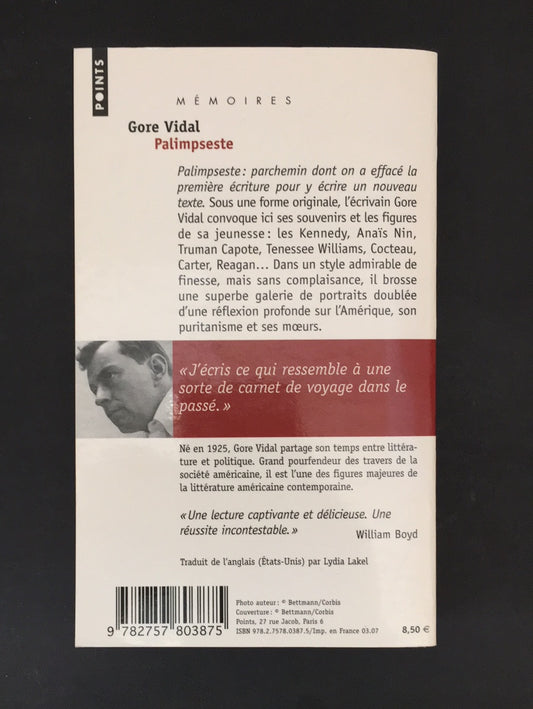 POINTS
MÉMOIRES
Gore Vidal
Palimpseste
Palimpseste : parchemin dont on a effacé la
première écriture pour y écrire un nouveau
texte. Sous une forme originale, l'écrivain Gore
Vidal convoque ici ses souvenirs et les figures
de sa jeunesse : les Kennedy, Anaïs Nin,
Truman Capote, Tenessee Williams, Cocteau,
Carter, Reagan... Dans un style admirable de
finesse, mais sans complaisance, il brosse
une superbe galerie de portraits doublée
d'une réflexion profonde sur l'Amérique, son
puritanisme et ses mœurs.
« J'écris ce qui ressemble à une
sorte de carnet de voyage dans le
passé. »
Né en 1925, Gore Vidal partage son temps entre littéra-
ture et politique. Grand pourfendeur des travers de la
société américaine, il est l'une des figures majeures de
la littérature américaine contemporaine.
« Une lecture captivante et délicieuse. Une
réussite incontestable. »
William Boyd
Traduit de l'anglais (États-Unis) par Lydia Lakel
Photo auteur : © Bettmann/Corbis
Couverture : © Bettmann/Corbis
Points, 27 rue Jacob, Paris 6
ISBN 978.2.7578.0387.5/Imp. en France 03.07
8,50 €
9 782757 803875